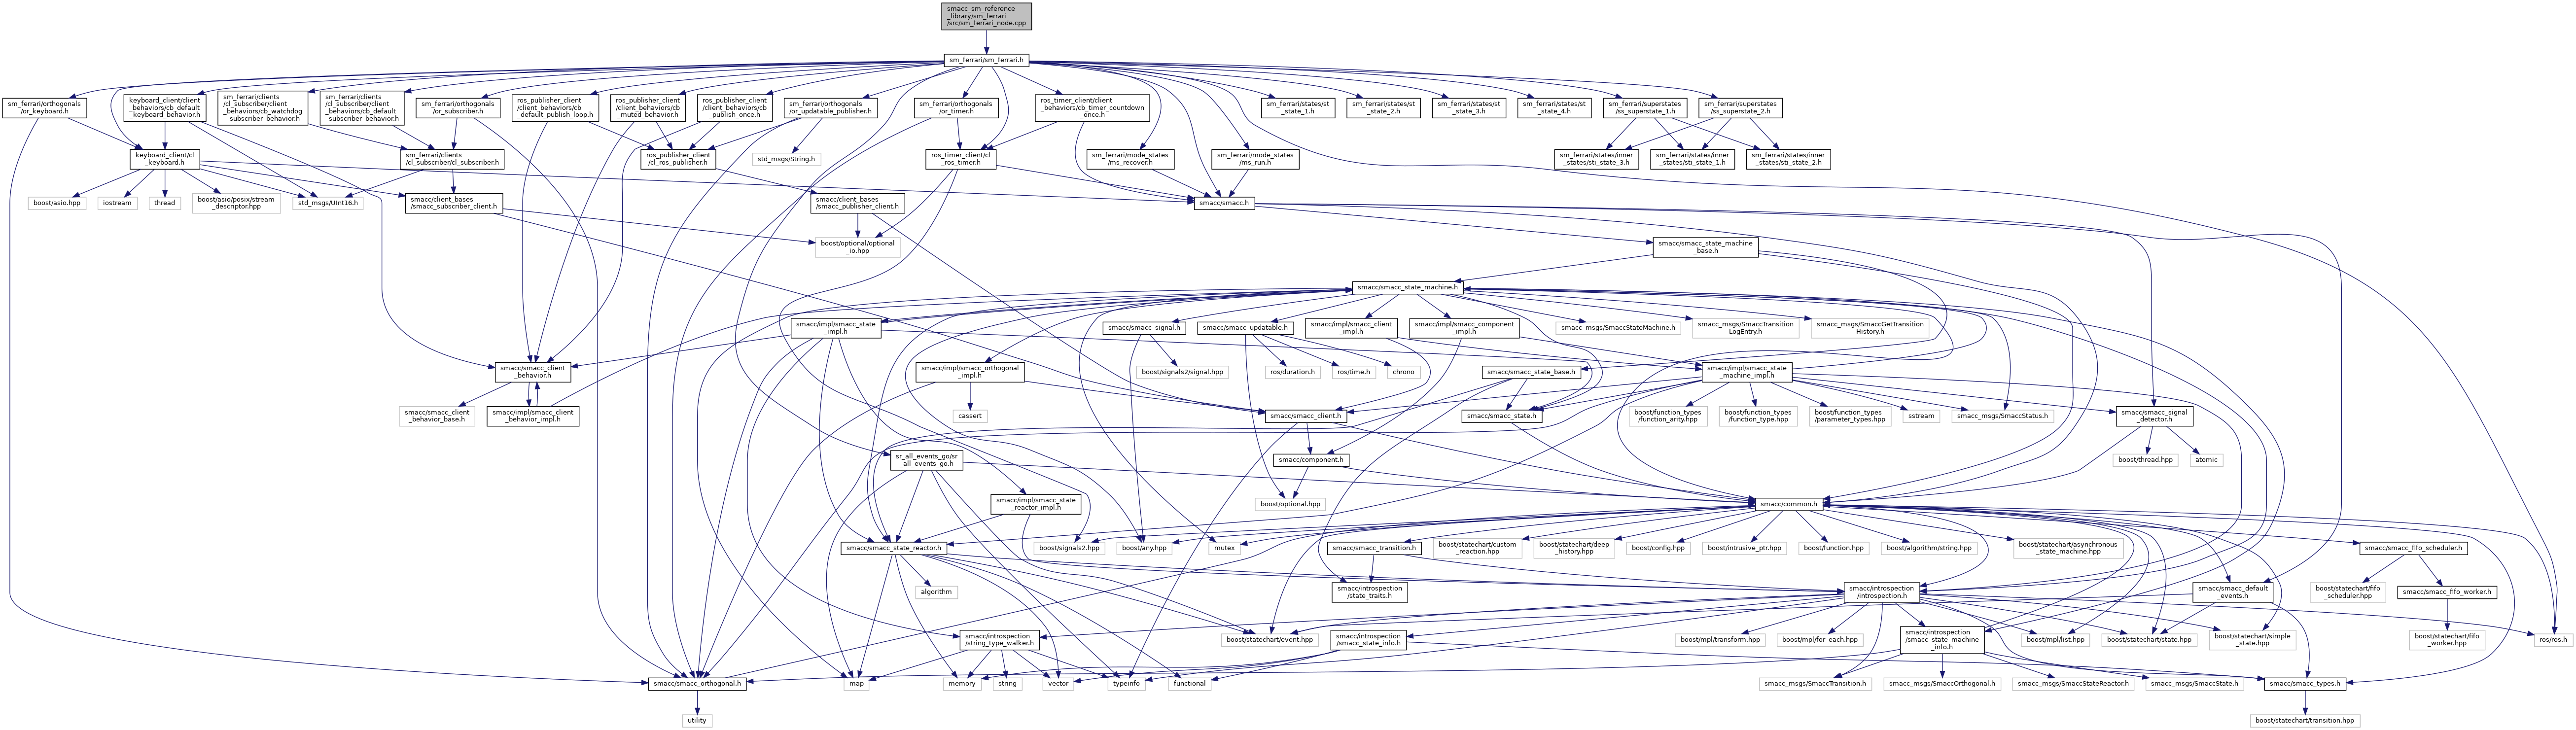 smacc_sm_reference
_library/sm_ferrari
/src/sm_ferrari_node.cpp
sm_ferrari/sm_ferrari.h
sm_ferrari/orthogonals
/or_keyboard.h
keyboard_client/client
_behaviors/cb_default
_keyboard_behavior.h
sm_ferrari/clients
/cl_subscriber/client
_behaviors/cb_watchdog
_subscriber_behavior.h
sm_ferrari/clients
/cl_subscriber/client
_behaviors/cb_default
_subscriber_behavior.h
sm_ferrari/orthogonals
/or_subscriber.h
ros_publisher_client
/client_behaviors/cb
_default_publish_loop.h
ros_publisher_client
/client_behaviors/cb
_muted_behavior.h
ros_publisher_client
/client_behaviors/cb
_publish_once.h
sm_ferrari/orthogonals
/or_updatable_publisher.h
sm_ferrari/orthogonals
/or_timer.h
ros_timer_client/client
_behaviors/cb_timer_countdown
_once.h
sm_ferrari/states/st
_state_1.h
sm_ferrari/states/st
_state_2.h
sm_ferrari/states/st
_state_3.h
sm_ferrari/states/st
_state_4.h
sm_ferrari/superstates
/ss_superstate_1.h
sm_ferrari/superstates
/ss_superstate_2.h
keyboard_client/cl
_keyboard.h
sm_ferrari/clients
/cl_subscriber/cl_subscriber.h
ros_publisher_client
/cl_ros_publisher.h
std_msgs/String.h
ros_timer_client/cl
_ros_timer.h
sm_ferrari/mode_states
/ms_recover.h
sm_ferrari/mode_states
/ms_run.h
sm_ferrari/states/inner
_states/sti_state_3.h
sm_ferrari/states/inner
_states/sti_state_1.h
sm_ferrari/states/inner
_states/sti_state_2.h
boost/asio.hpp
iostream
thread
boost/asio/posix/stream
_descriptor.hpp
std_msgs/UInt16.h
smacc/client_bases
/smacc_subscriber_client.h
smacc/client_bases
/smacc_publisher_client.h
smacc/smacc.h
boost/optional/optional
_io.hpp
smacc/smacc_state_machine
_base.h
smacc/smacc_state_machine.h
smacc/impl/smacc_state
_impl.h
smacc/smacc_signal.h
smacc/smacc_updatable.h
smacc/impl/smacc_client
_impl.h
smacc/impl/smacc_component
_impl.h
smacc_msgs/SmaccStateMachine.h
smacc_msgs/SmaccTransition
LogEntry.h
smacc_msgs/SmaccGetTransition
History.h
smacc/smacc_client
_behavior.h
smacc/impl/smacc_orthogonal
_impl.h
boost/signals2/signal.hpp
ros/duration.h
ros/time.h
chrono
smacc/smacc_state_base.h
smacc/impl/smacc_state
_machine_impl.h
smacc/smacc_client
_behavior_base.h
smacc/impl/smacc_client
_behavior_impl.h
cassert
smacc/smacc_client.h
smacc/smacc_state.h
boost/function_types
/function_arity.hpp
boost/function_types
/function_type.hpp
boost/function_types
/parameter_types.hpp
sstream
smacc_msgs/SmaccStatus.h
smacc/smacc_signal
_detector.h
sr_all_events_go/sr
_all_events_go.h
smacc/component.h
boost/thread.hpp
atomic
smacc/impl/smacc_state
_reactor_impl.h
boost/optional.hpp
smacc/common.h
smacc/smacc_state_reactor.h
boost/signals2.hpp
boost/any.hpp
mutex
smacc/smacc_transition.h
boost/statechart/custom
_reaction.hpp
boost/statechart/deep
_history.hpp
boost/config.hpp
boost/intrusive_ptr.hpp
boost/function.hpp
boost/algorithm/string.hpp
boost/statechart/asynchronous
_state_machine.hpp
smacc/smacc_fifo_scheduler.h
algorithm
smacc/introspection
/state_traits.h
smacc/introspection
/introspection.h
smacc/smacc_default
_events.h
boost/statechart/fifo
_scheduler.hpp
smacc/smacc_fifo_worker.h
smacc/introspection
/string_type_walker.h
boost/statechart/event.hpp
smacc/introspection
/smacc_state_info.h
boost/mpl/transform.hpp
boost/mpl/for_each.hpp
smacc/introspection
/smacc_state_machine
_info.h
boost/mpl/list.hpp
boost/statechart/state.hpp
boost/statechart/simple
_state.hpp
boost/statechart/fifo
_worker.hpp
ros/ros.h
smacc/smacc_orthogonal.h
map
memory
string
vector
typeinfo
functional
smacc_msgs/SmaccTransition.h
smacc_msgs/SmaccOrthogonal.h
smacc_msgs/SmaccStateReactor.h
smacc_msgs/SmaccState.h
smacc/smacc_types.h
utility
boost/statechart/transition.hpp